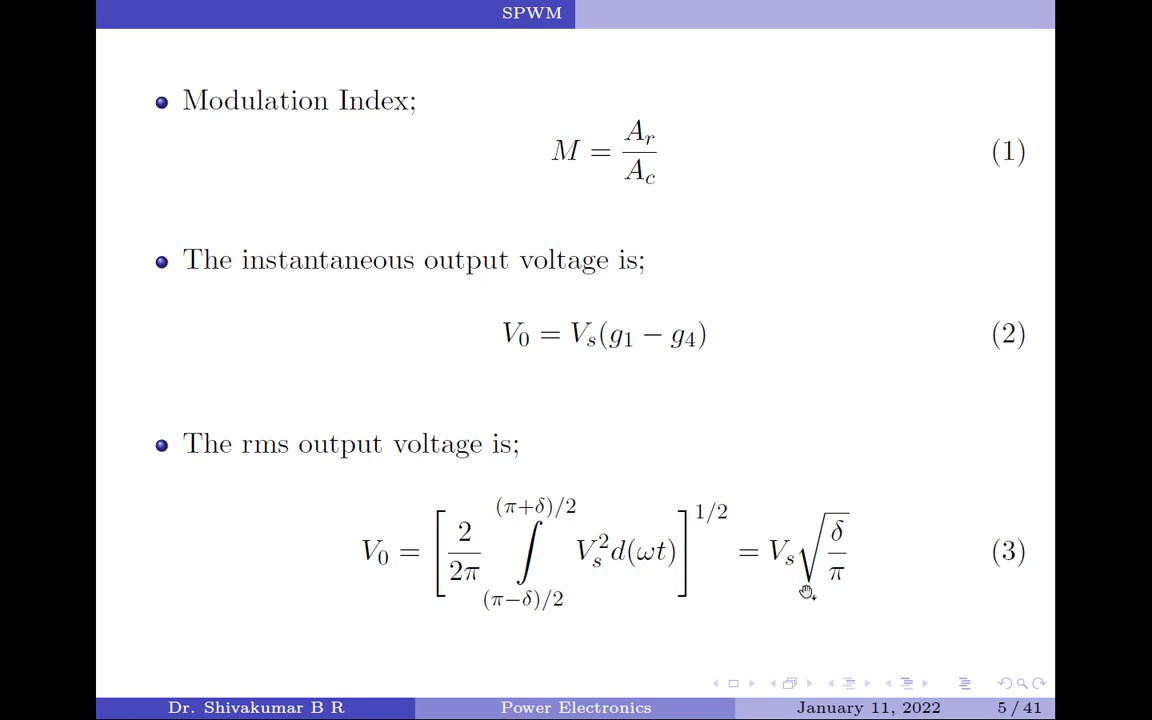 SPWM
Modulation Index;
M = A_r / A_c (1)
The instantaneous output voltage is;
V_0 = V_s(g_1 − g_4) (2)
The rms output voltage is;
V_0 = [ 2/2π ∫_{(π−δ)/2}^{(π+δ)/2} V_s^2 d(ωt) ]^{1/2} = V_s √(δ/π) (3)
Dr. Shivakumar B R Power Electronics January 11, 2022 5 / 41